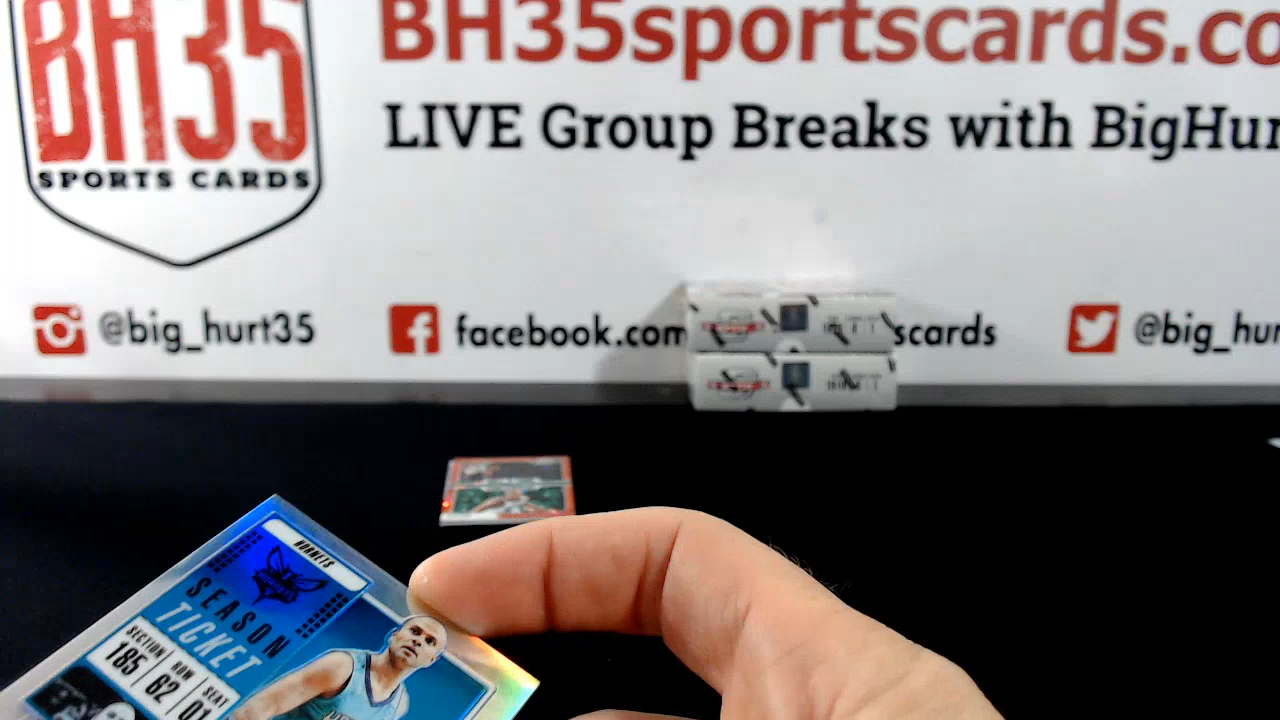 BH35
SPORTS CARDS
BH35sportscards.co
LIVE Group Breaks with BigHur
@big_hurt35
facebook.com
scards
@big_hur
HORNETS
SEASON
TICKET
SECTION ROW SEAT
185 62 01